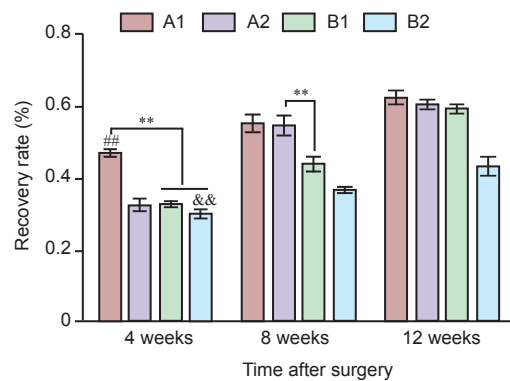 A1 A2 B1 B2
Recovery rate (%)
0.8
0.6
0.4
0.2
0
##
**
&&
**
4 weeks 8 weeks 12 weeks
Time after surgery